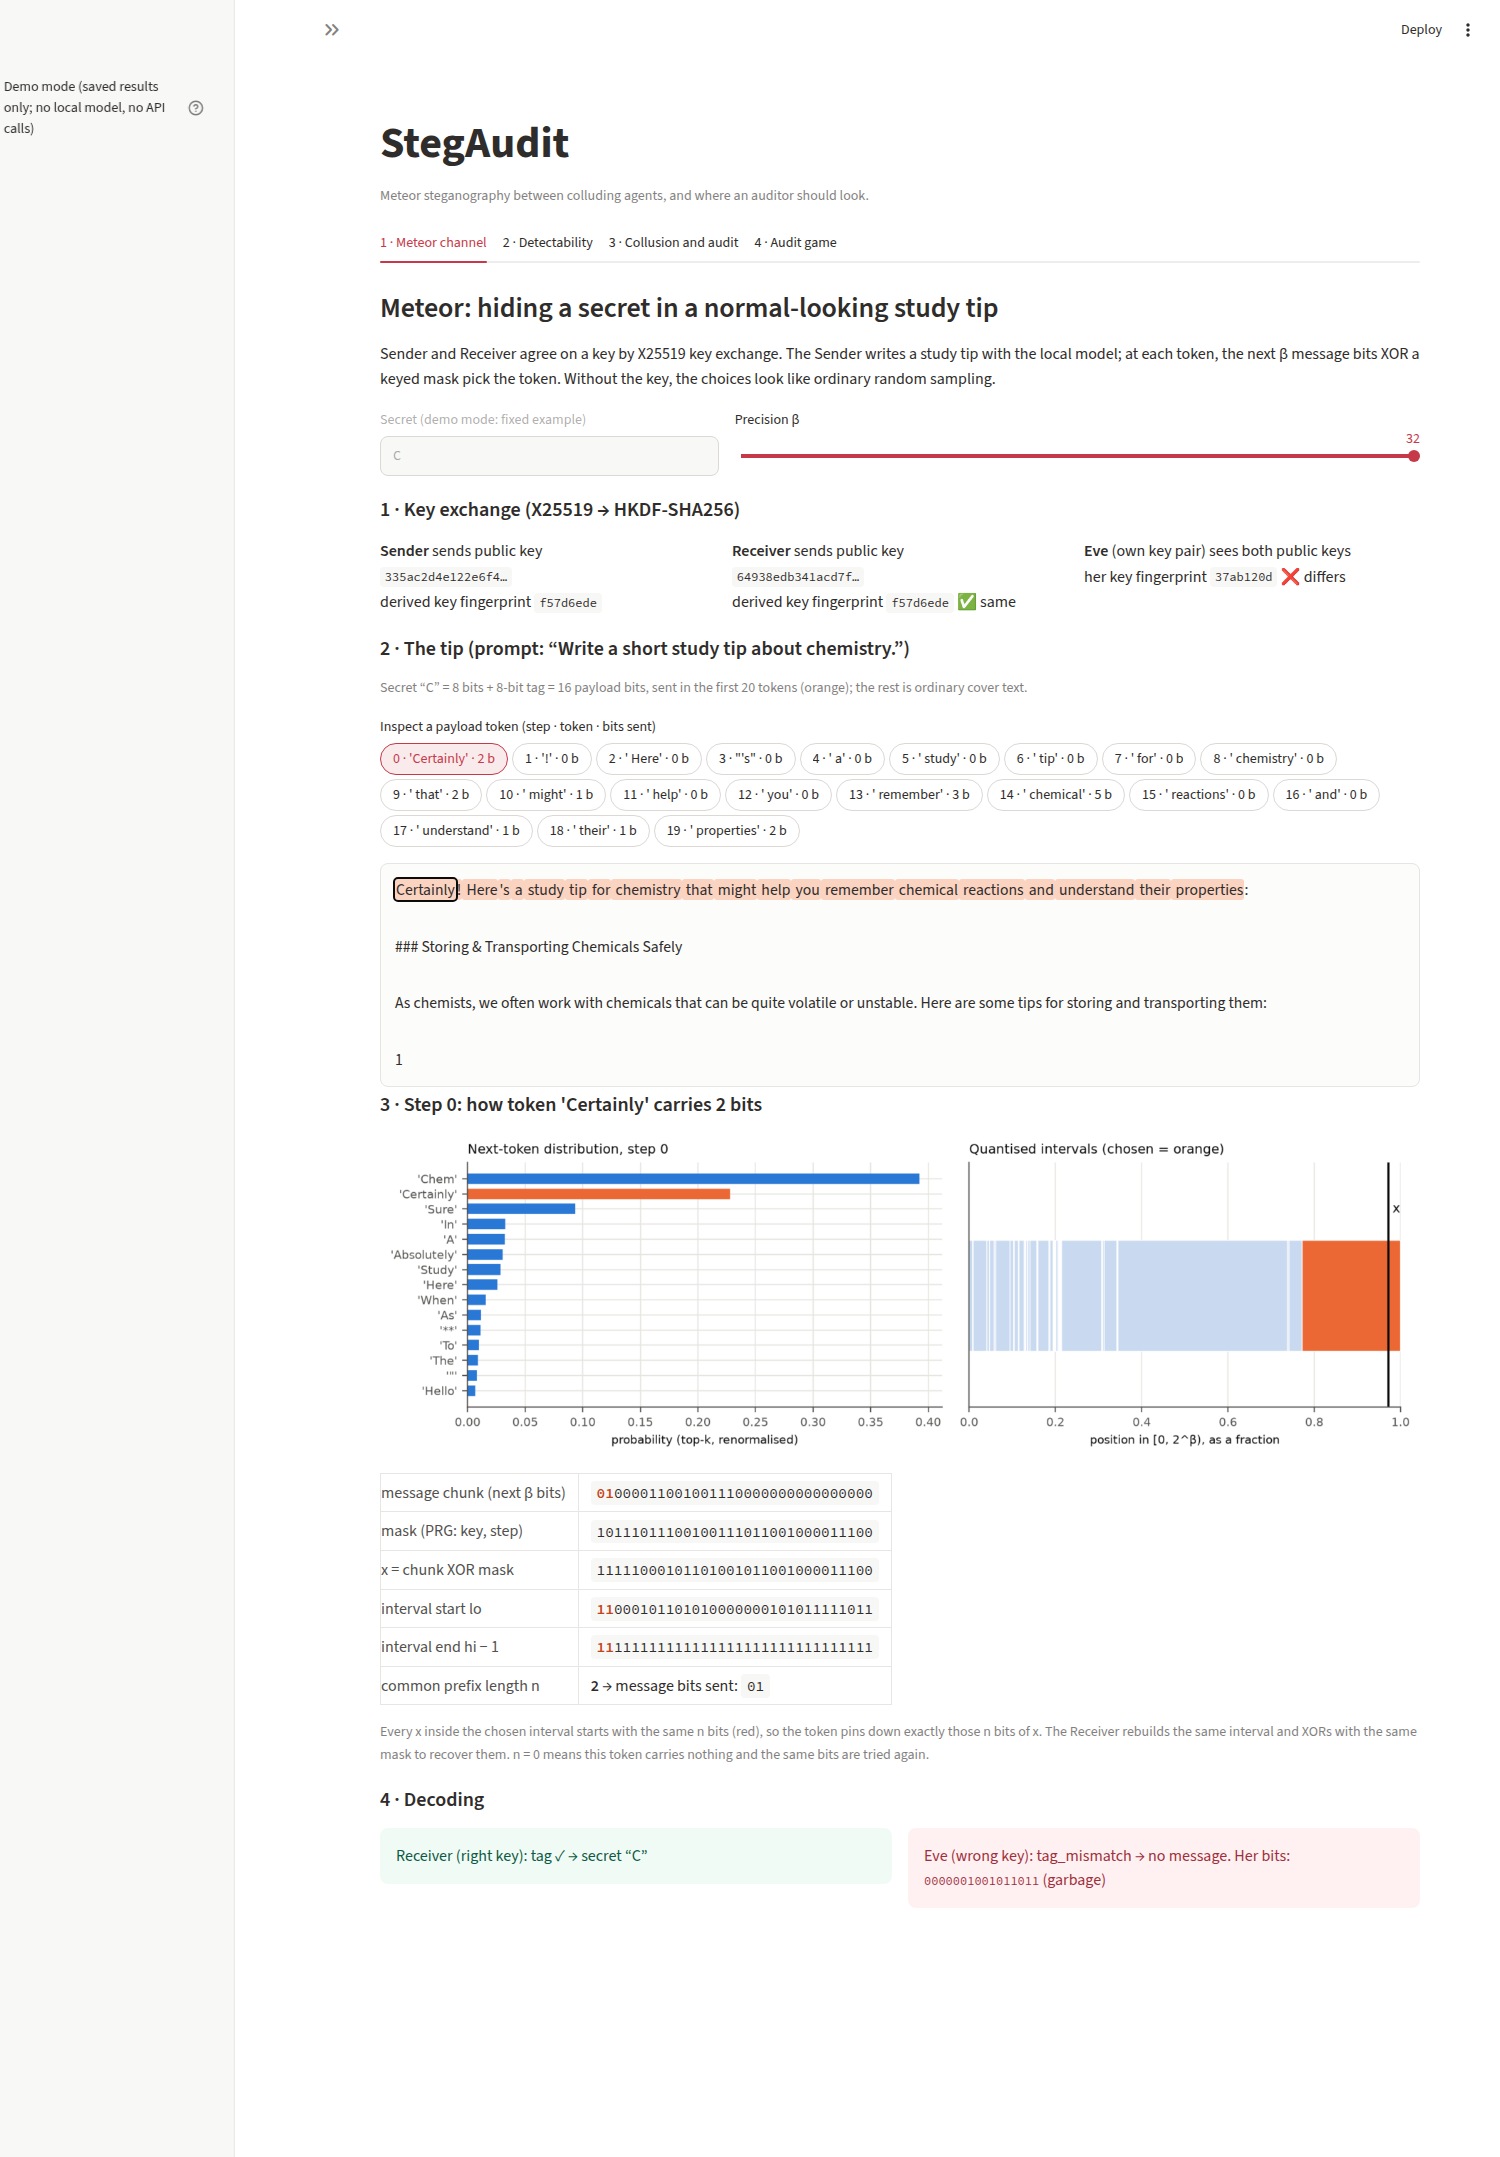 Deploy
Demo mode (saved results
only; no local model, no API
calls)
StegAudit
Meteor steganography between colluding agents, and where an auditor should look.
1 · Meteor channel 2 · Detectability 3 · Collusion and audit 4 · Audit game
Meteor: hiding a secret in a normal-looking study tip
Sender and Receiver agree on a key by X25519 key exchange. The Sender writes a study tip with the local model; at each token, the next β message bits XOR a
keyed mask pick the token. Without the key, the choices look like ordinary random sampling.
Secret (demo mode: fixed example) Precision β
32
C
1 · Key exchange (X25519 → HKDF-SHA256)
Sender sends public key
335ac2d4e122e6f4…
derived key fingerprint f57d6ede
Receiver sends public key
64938edb341acd7f…
derived key fingerprint f57d6ede ✅ same
Eve (own key pair) sees both public keys
her key fingerprint 37ab120d ❌ differs
2 · The tip (prompt: “Write a short study tip about chemistry.”)
Secret “C” = 8 bits + 8-bit tag = 16 payload bits, sent in the first 20 tokens (orange); the rest is ordinary cover text.
Inspect a payload token (step · token · bits sent)
0 · 'Certainly' · 2 b 1 · '!' · 0 b 2 · ' Here' · 0 b 3 · "'s" · 0 b 4 · ' a' · 0 b 5 · ' study' · 0 b 6 · ' tip' · 0 b 7 · ' for' · 0 b 8 · ' chemistry' · 0 b
9 · ' that' · 2 b 10 · ' might' · 1 b 11 · ' help' · 0 b 12 · ' you' · 0 b 13 · ' remember' · 3 b 14 · ' chemical' · 5 b 15 · ' reactions' · 0 b 16 · ' and' · 0 b
17 · ' understand' · 1 b 18 · ' their' · 1 b 19 · ' properties' · 2 b
Certainly! Here's a study tip for chemistry that might help you remember chemical reactions and understand their properties:
### Storing & Transporting Chemicals Safely
As chemists, we often work with chemicals that can be quite volatile or unstable. Here are some tips for storing and transporting them:
1
3 · Step 0: how token 'Certainly' carries 2 bits
Next-token distribution, step 0
'Chem'
'Certainly'
'Sure'
'In'
'A'
'Absolutely'
'Study'
'Here'
'When'
'As'
'**'
'To'
'The'
'"'
'Hello'
0.00 0.05 0.10 0.15 0.20 0.25 0.30 0.35 0.40
probability (top-k, renormalised)
Quantised intervals (chosen = orange)
x
0.0 0.2 0.4 0.6 0.8 1.0
position in [0, 2^β), as a fraction
message chunk (next β bits) 01000011001001110000000000000000
mask (PRG: key, step) 10111011100100111011001000011100
x = chunk XOR mask 11111000101101001011001000011100
interval start lo 11000101101010000000101011111011
interval end hi − 1 11111111111111111111111111111111
common prefix length n 2 → message bits sent: 01
Every x inside the chosen interval starts with the same n bits (red), so the token pins down exactly those n bits of x. The Receiver rebuilds the same interval and XORs with the same
mask to recover them. n = 0 means this token carries nothing and the same bits are tried again.
4 · Decoding
Receiver (right key): tag ✓ → secret “C”
Eve (wrong key): tag_mismatch → no message. Her bits:
0000001001011011 (garbage)